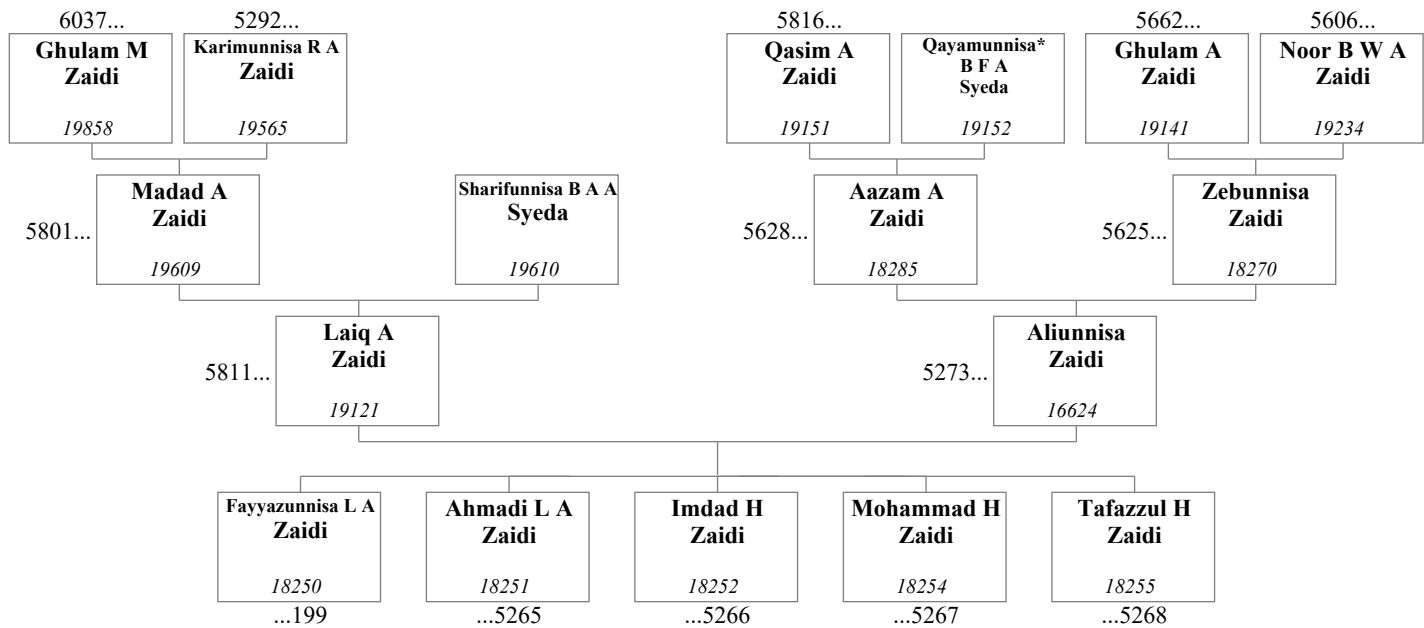 6037...
5292...
5816...
5662...
5606...
Ghulam M
Zaidi
19858
Karimunnisa R A
Zaidi
19565
Qasim A
Zaidi
19151
Qayamunnisa*
B F A
Syeda
19152
Ghulam A
Zaidi
19141
Noor B W A
Zaidi
19234
5801...
Madad A
Zaidi
19609
Sharifunnisa B A A
Syeda
19610
5628...
Aazam A
Zaidi
18285
5625...
Zebunnisa
Zaidi
18270
5811...
Laiq A
Zaidi
19121
5273...
Aliunnisa
Zaidi
16624
Fayyazunnisa L A
Zaidi
18250
Ahmadi L A
Zaidi
18251
Imdad H
Zaidi
18252
Mohammad H
Zaidi
18254
Tafazzul H
Zaidi
18255
...199
...5265
...5266
...5267
...5268